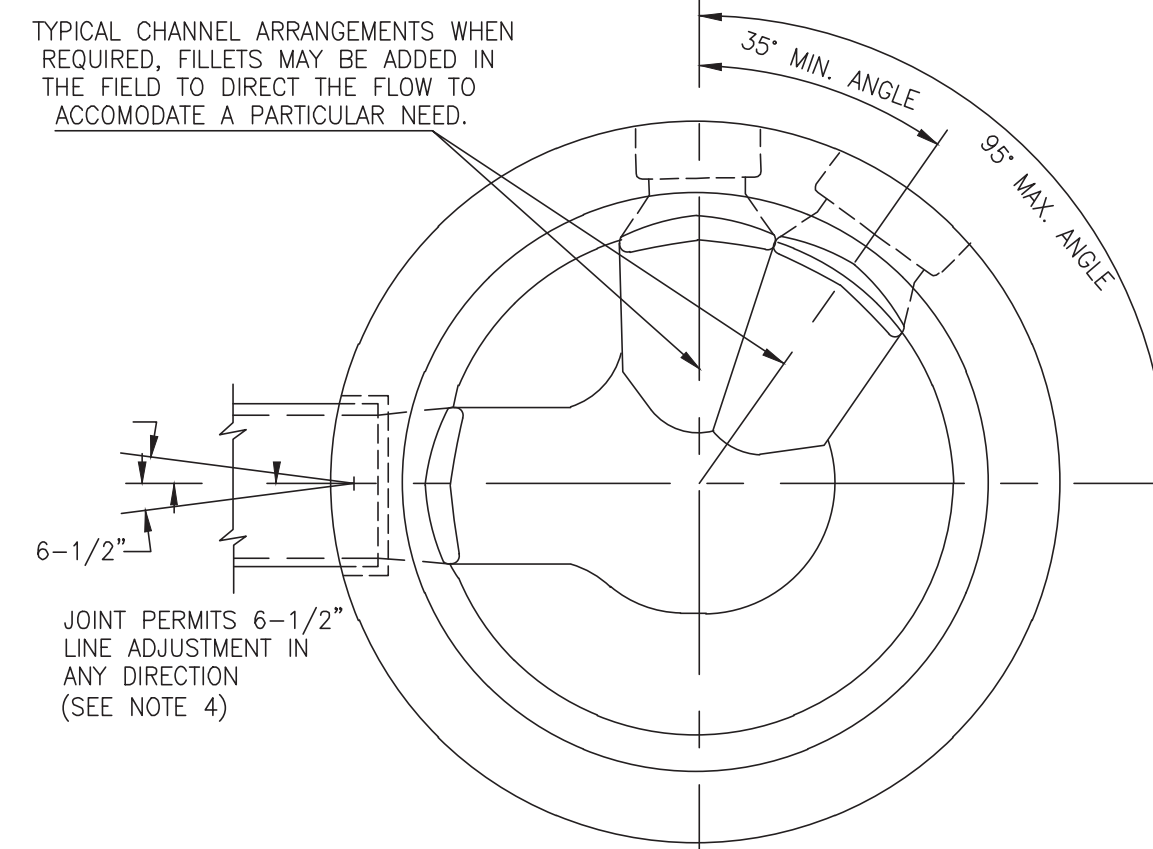 TYPICAL CHANNEL ARRANGEMENTS WHEN
REQUIRED, FILLETS MAY BE ADDED IN
THE FIELD TO DIRECT THE FLOW TO
ACCOMODATE A PARTICULAR NEED.
35° MIN. ANGLE
95° MAX. ANGLE
6-1/2"
JOINT PERMITS 6-1/2"
LINE ADJUSTMENT IN
ANY DIRECTION
(SEE NOTE 4)